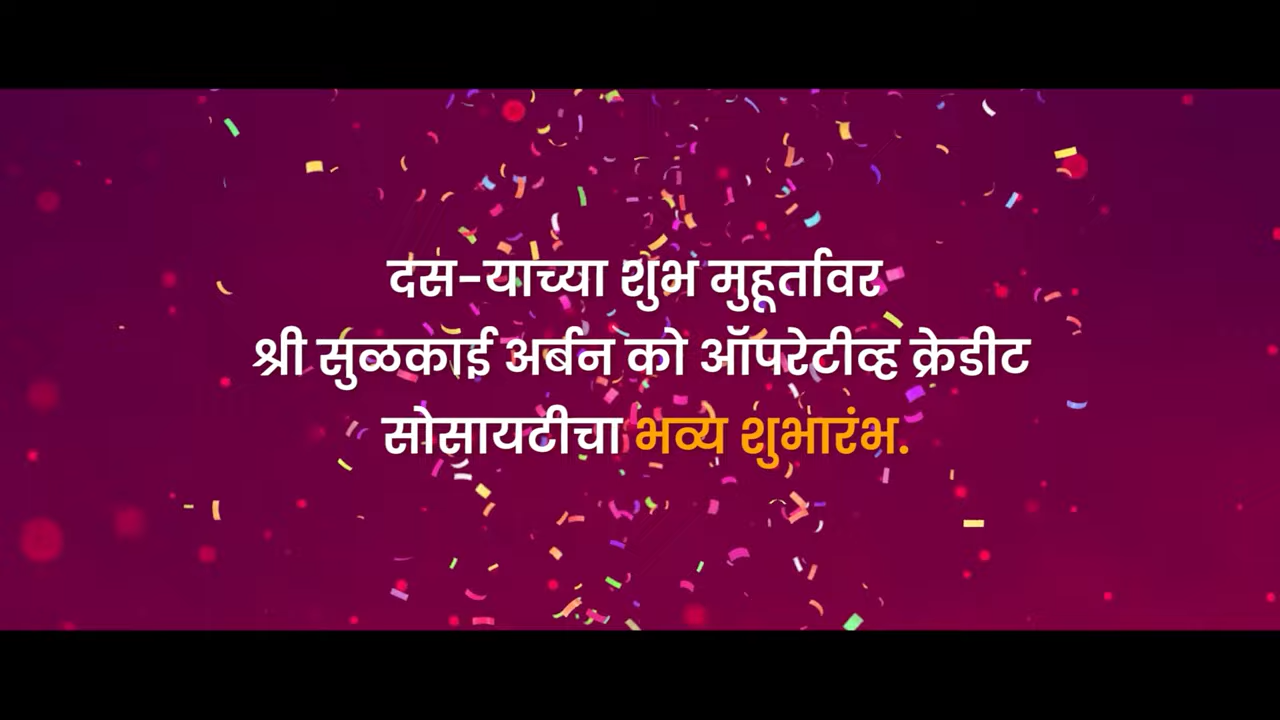 दस-याच्या शुभ मुहूर्तावर
श्री सुळकाई अर्बन को ऑपरेटीव्ह क्रेडीट
सोसायटीचा भव्य शुभारंभ.